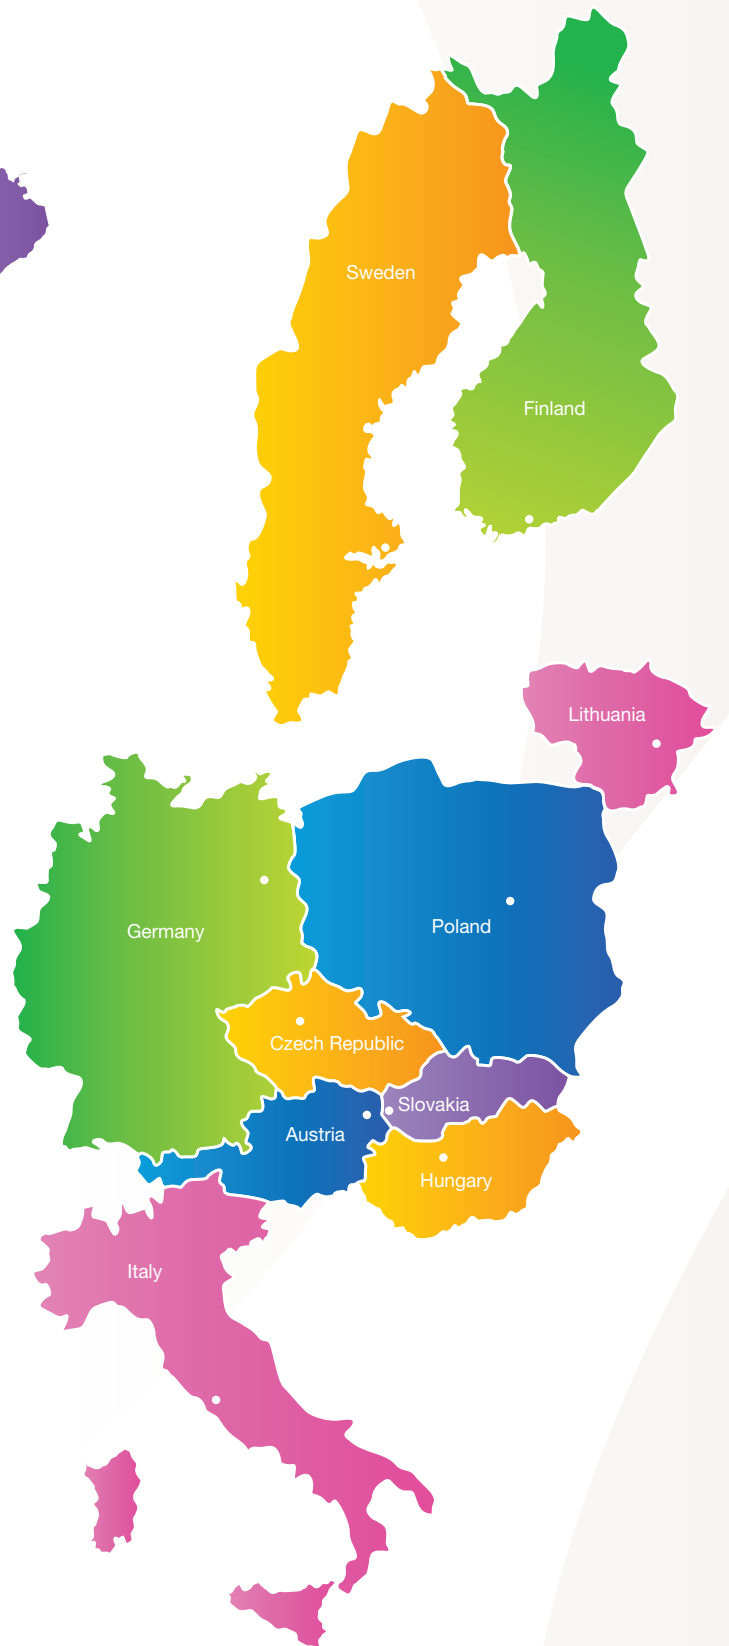 Sweden
Finland
Lithuania
Germany
Poland
Czech Republic
Slovakia
Austria
Hungary
Italy